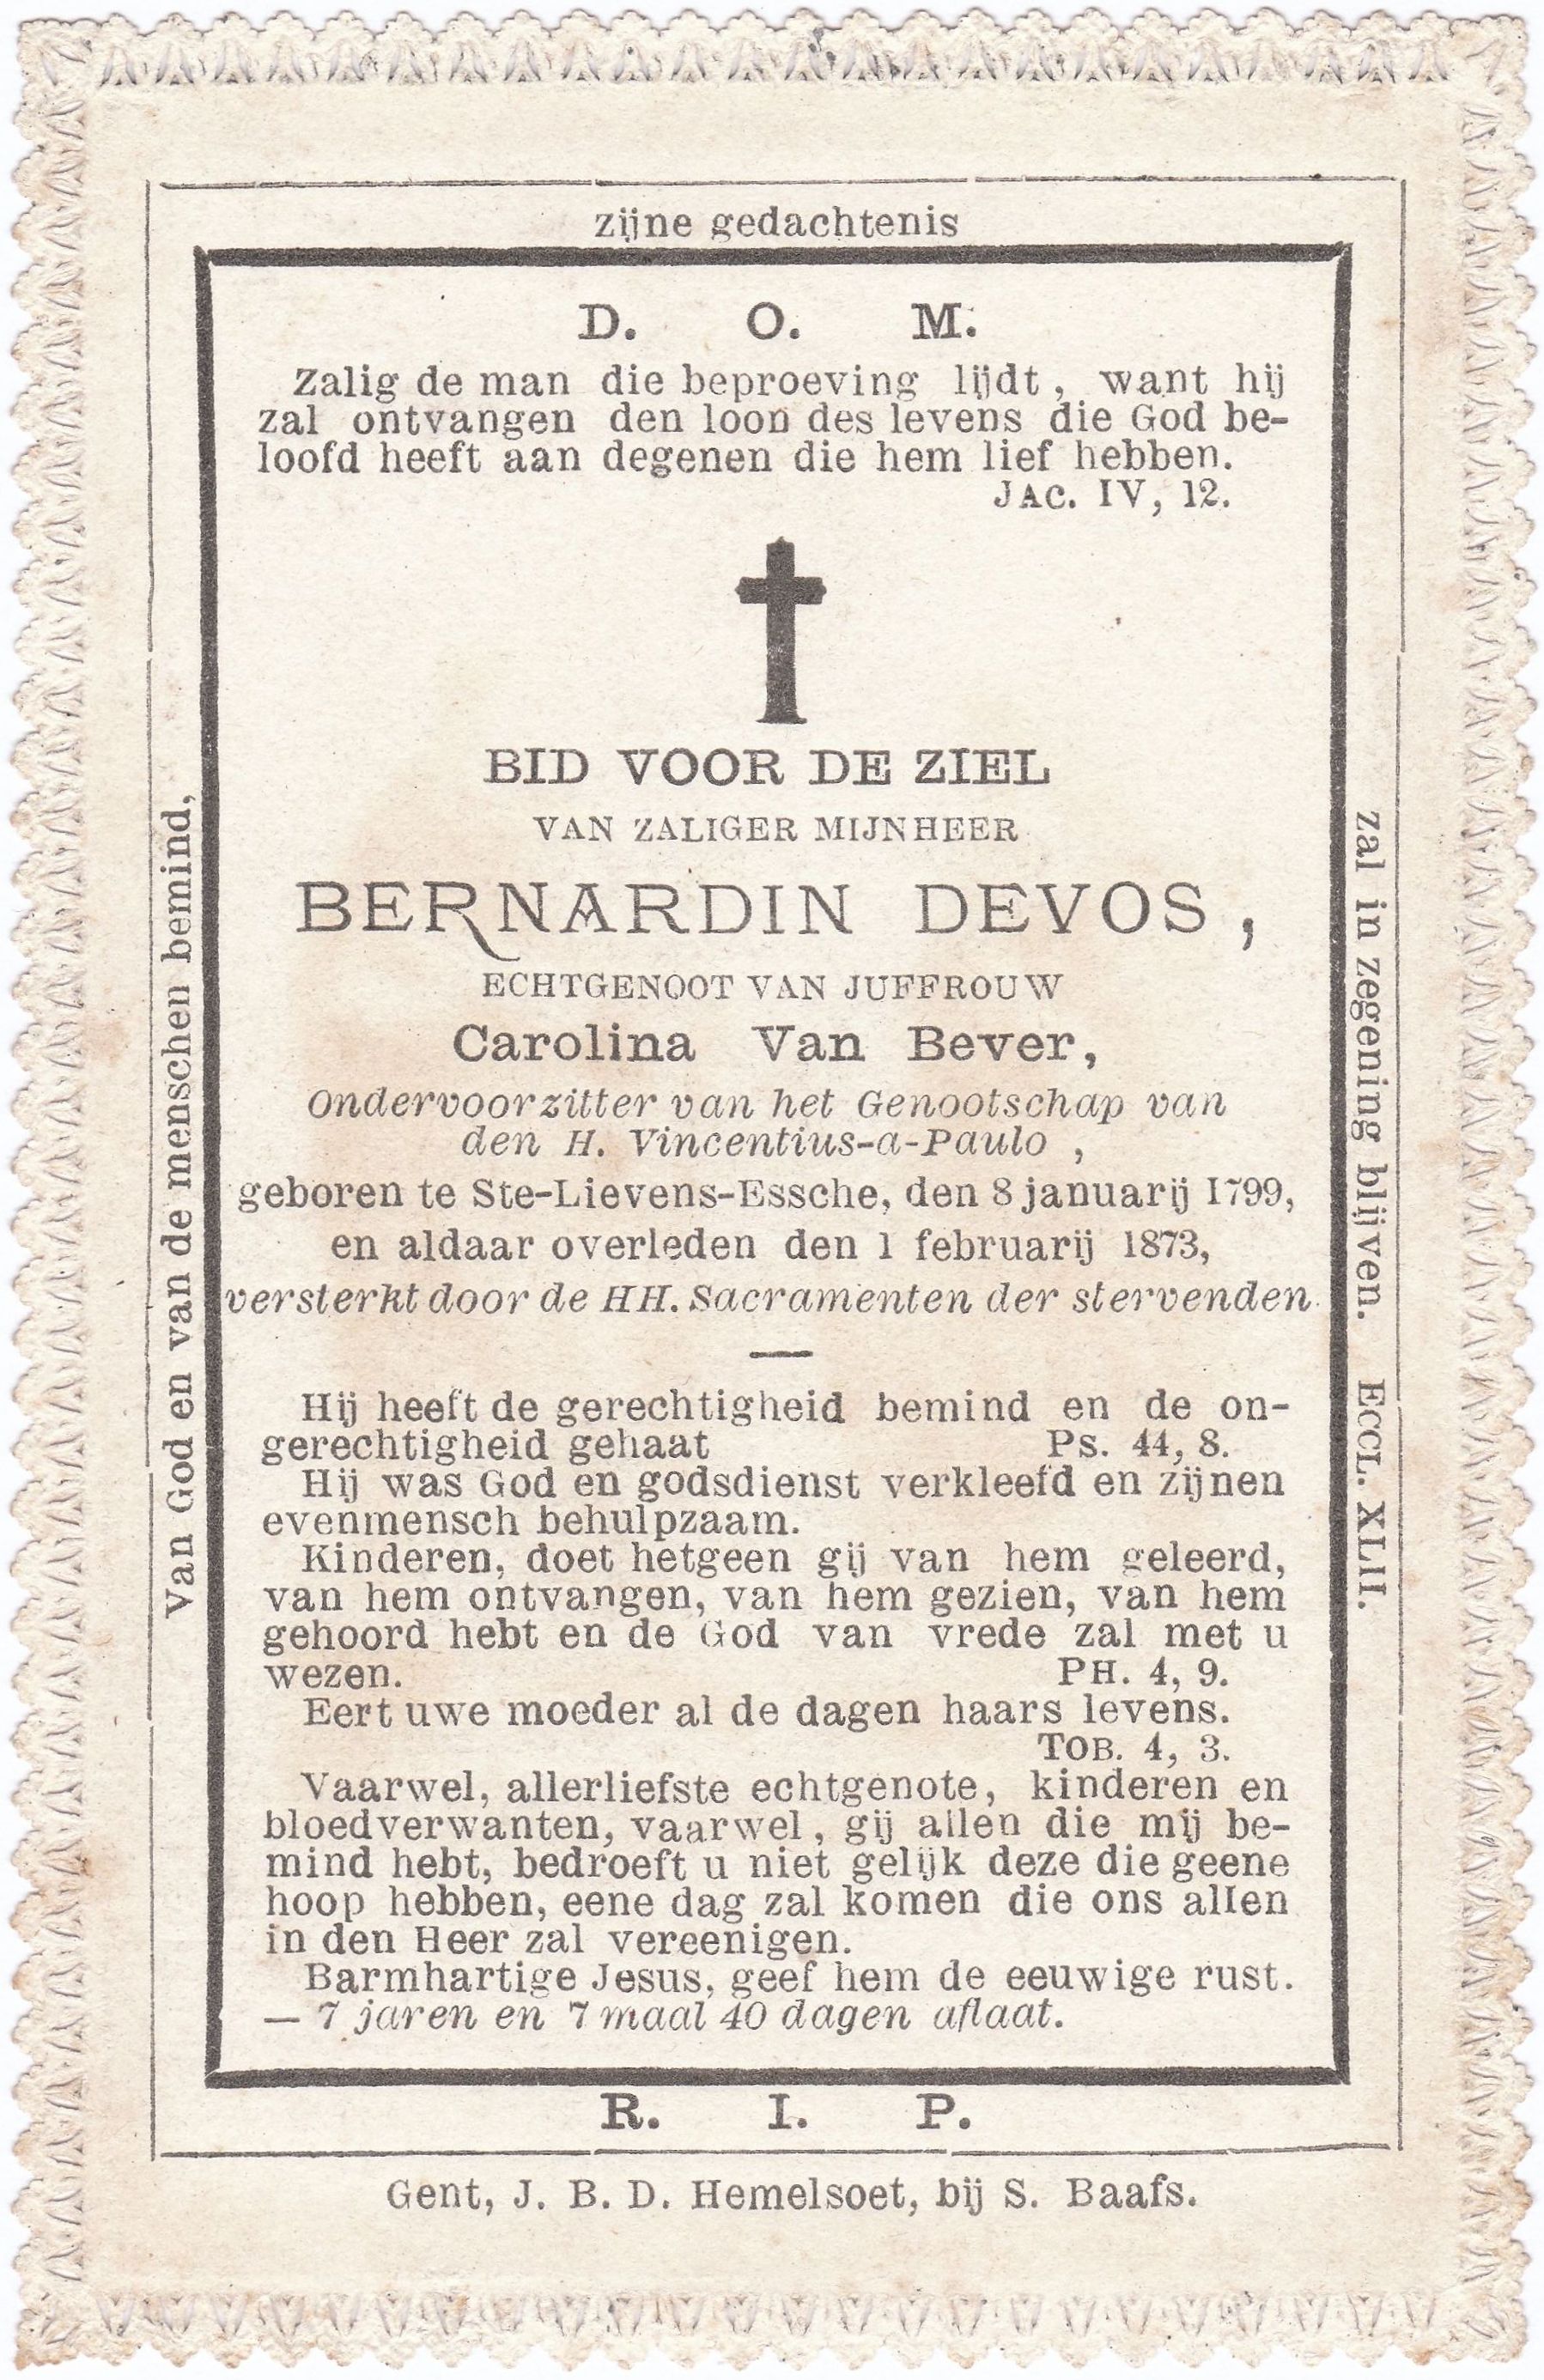 Van God en van de menschen bemind,
zijne gedachtenis
zal in zegening blijven. ECCL. XLII.
D. O. M.
Zalig de man die beproeving lijdt, want hij
zal ontvangen den loon des levens die God be-
loofd heeft aan degenen die hem lief hebben.
JAC. IV, 12.
BID VOOR DE ZIEL
VAN ZALIGER MIJNHEER
BERNARDIN DEVOS,
ECHTGENOOT VAN JUFFROUW
Carolina Van Bever,
Ondervoorzitter van het Genootschap van
den H. Vincentius-a-Paulo,
geboren te Ste-Lievens-Essche, den 8 januarij 1799,
en aldaar overleden den 1 februarij 1873,
versterkt door de HH. Sacramenten der stervenden.
—
Hij heeft de gerechtigheid bemind en de on-
gerechtigheid gehaat PS. 44, 8.
Hij was God en godsdienst verkleefd en zijnen
evenmensch behulpzaam.
Kinderen, doet hetgeen gij van hem geleerd,
van hem ontvangen, van hem gezien, van hem
gehoord hebt en de God van vrede zal met u
wezen. PH. 4, 9.
Eert uwe moeder al de dagen haars levens.
TOB. 4, 3.
Vaarwel, allerliefste echtgenote, kinderen en
bloedverwanten, vaarwel, gij allen die mij be-
mind hebt, bedroeft u niet gelijk deze die geene
hoop hebben, eene dag zal komen die ons allen
in den Heer zal vereenigen.
Barmhartige Jesus, geef hem de eeuwige rust.
— 7 jaren en 7 maal 40 dagen aflaat.
R. I. P.
Gent, J. B. D. Hemelsoet, bij S. Baafs.